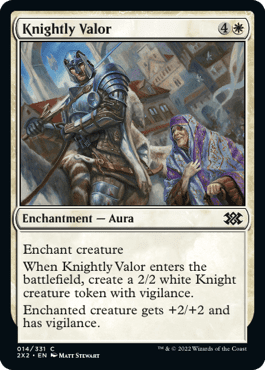 Knightly Valor 4
Enchantment — Aura
Enchant creature
When Knightly Valor enters the
battlefield, create a 2/2 white Knight
creature token with vigilance.
Enchanted creature gets +2/+2 and
has vigilance.
014/331 C
2X2 • EN Matt Stewart
™ & © 2022 Wizards of the Coast